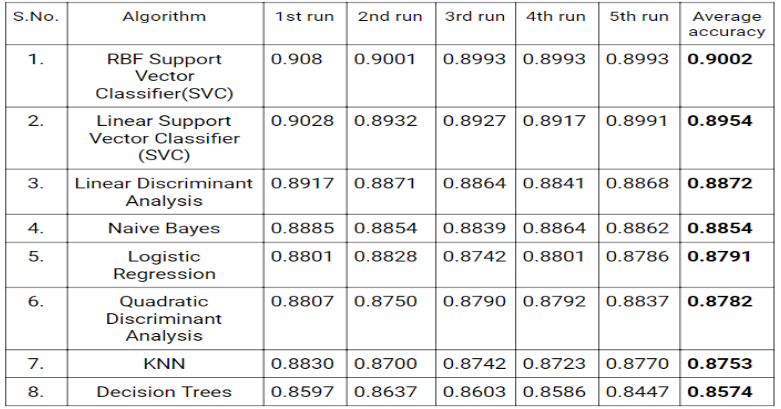 S.No. Algorithm 1st run 2nd run 3rd run 4th run 5th run Average
accuracy
1. RBF Support 0.908 0.9001 0.8993 0.8993 0.8993 0.9002
Vector
Classifier(SVC)
2. Linear Support 0.9028 0.8932 0.8927 0.8917 0.8991 0.8954
Vector Classifier
(SVC)
3. Linear Discriminant 0.8917 0.8871 0.8864 0.8841 0.8868 0.8872
Analysis
4. Naive Bayes 0.8885 0.8854 0.8839 0.8864 0.8862 0.8854
5. Logistic 0.8801 0.8828 0.8742 0.8801 0.8786 0.8791
Regression
6. Quadratic 0.8807 0.8750 0.8790 0.8792 0.8837 0.8782
Discriminant
Analysis
7. KNN 0.8830 0.8700 0.8742 0.8723 0.8770 0.8753
8. Decision Trees 0.8597 0.8637 0.8603 0.8586 0.8447 0.8574